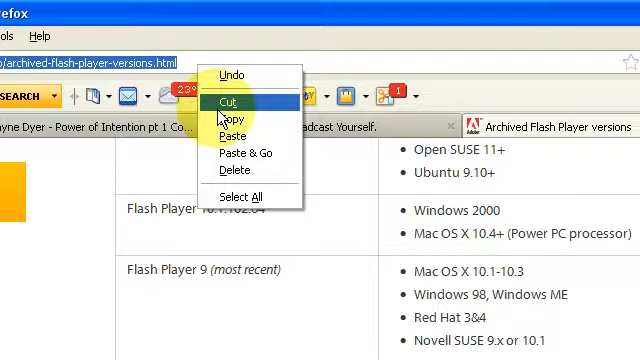 refox
ols Help
o/archived-flash-player-versions.html
SEARCH
23°
1
yne Dyer - Power of Intention pt 1 Co...
adcast Yourself.
Archived Flash Player versions
Undo
Cut
Copy
Paste
Paste & Go
Delete
Select All
Open SUSE 11+
Ubuntu 9.10+
Flash Player 10.1.102.64
Windows 2000
Mac OS X 10.4+ (Power PC processor)
Flash Player 9 (most recent)
Mac OS X 10.1-10.3
Windows 98, Windows ME
Red Hat 3&4
Novell SUSE 9.x or 10.1
Adobe